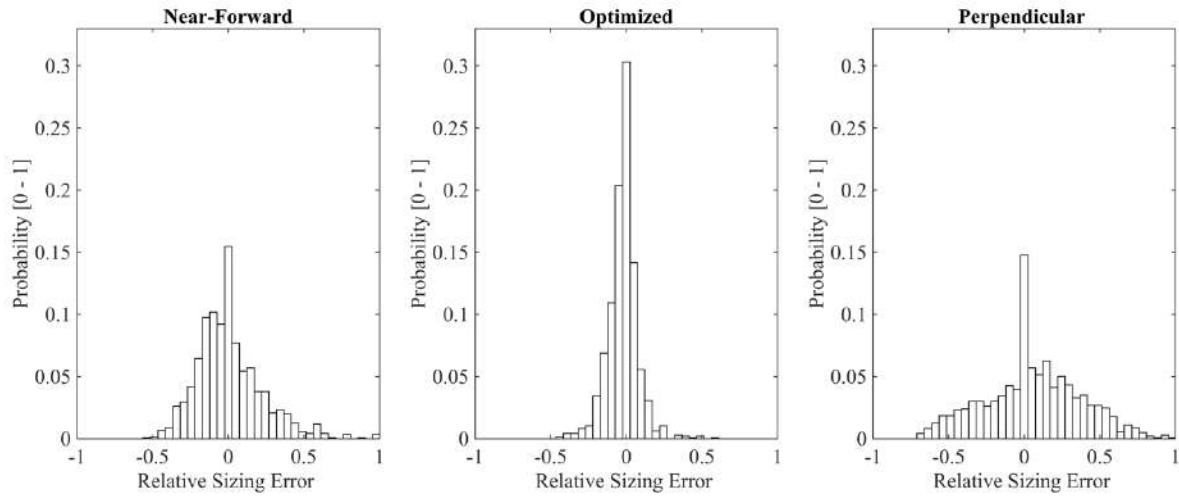 Near-Forward
0.3
0.25
0.2
0.15
0.1
0.05
0
Probability [0 - 1]
-1 -0.5 0 0.5 1
Relative Sizing Error
Optimized
0.3
0.25
0.2
0.15
0.1
0.05
0
Probability [0 - 1]
-1 -0.5 0 0.5 1
Relative Sizing Error
Perpendicular
0.3
0.25
0.2
0.15
0.1
0.05
0
Probability [0 - 1]
-1 -0.5 0 0.5 1
Relative Sizing Error